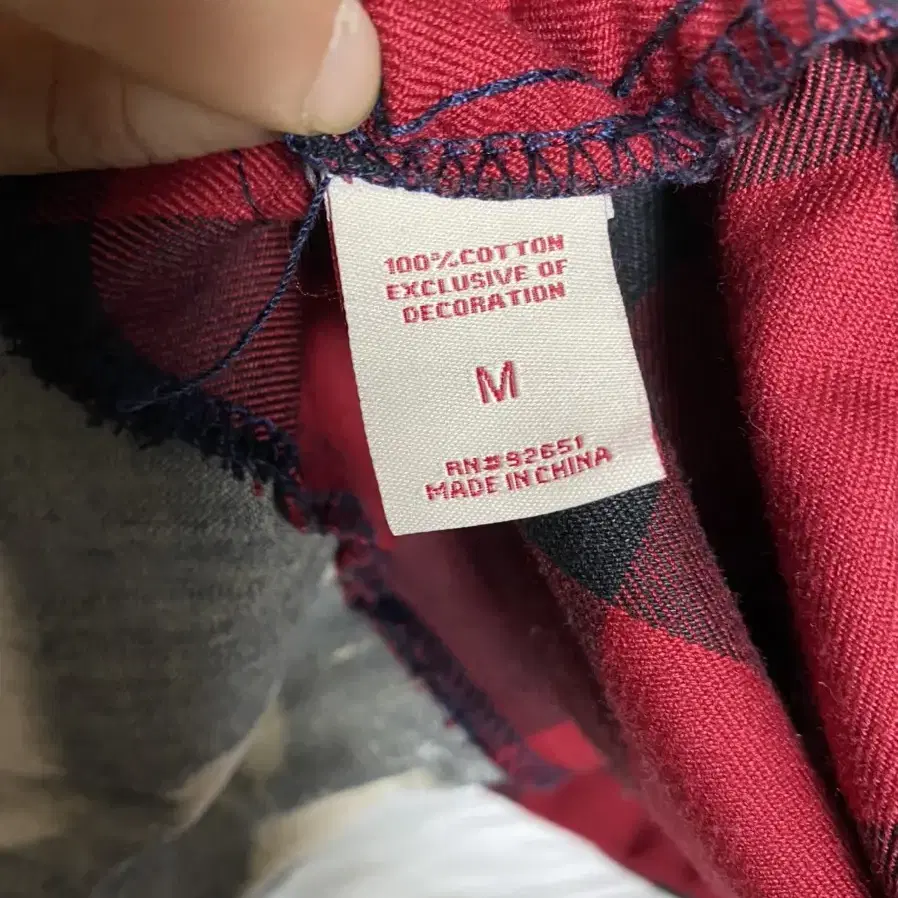 100%COTTON
EXCLUSIVE OF
DECORATION
M
RN#92651
MADE IN CHINA